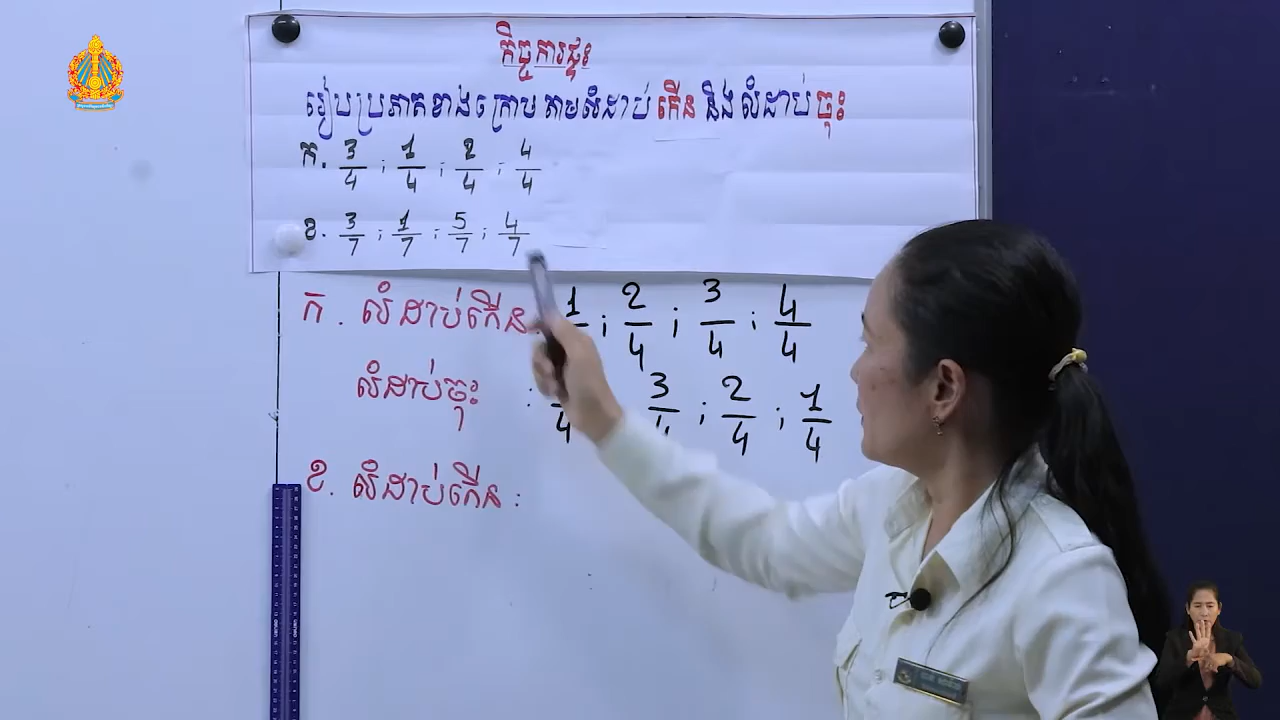 កិច្ចការផ្ទះ
រៀបប្រភាគខាងក្រោម តាមលំដាប់ កើន និង លំដាប់ ចុះ
ក. 3/4 ; 1/4 ; 2/4 ; 4/4
ខ. 3/7 ; 1/7 ; 5/7 ; 4/7
ក. លំដាប់កើន: 1 ; 2/4 ; 3/4 ; 4/4
លំដាប់ចុះ : 4 3/4 ; 2/4 ; 1/4
ខ. លំដាប់កើន :